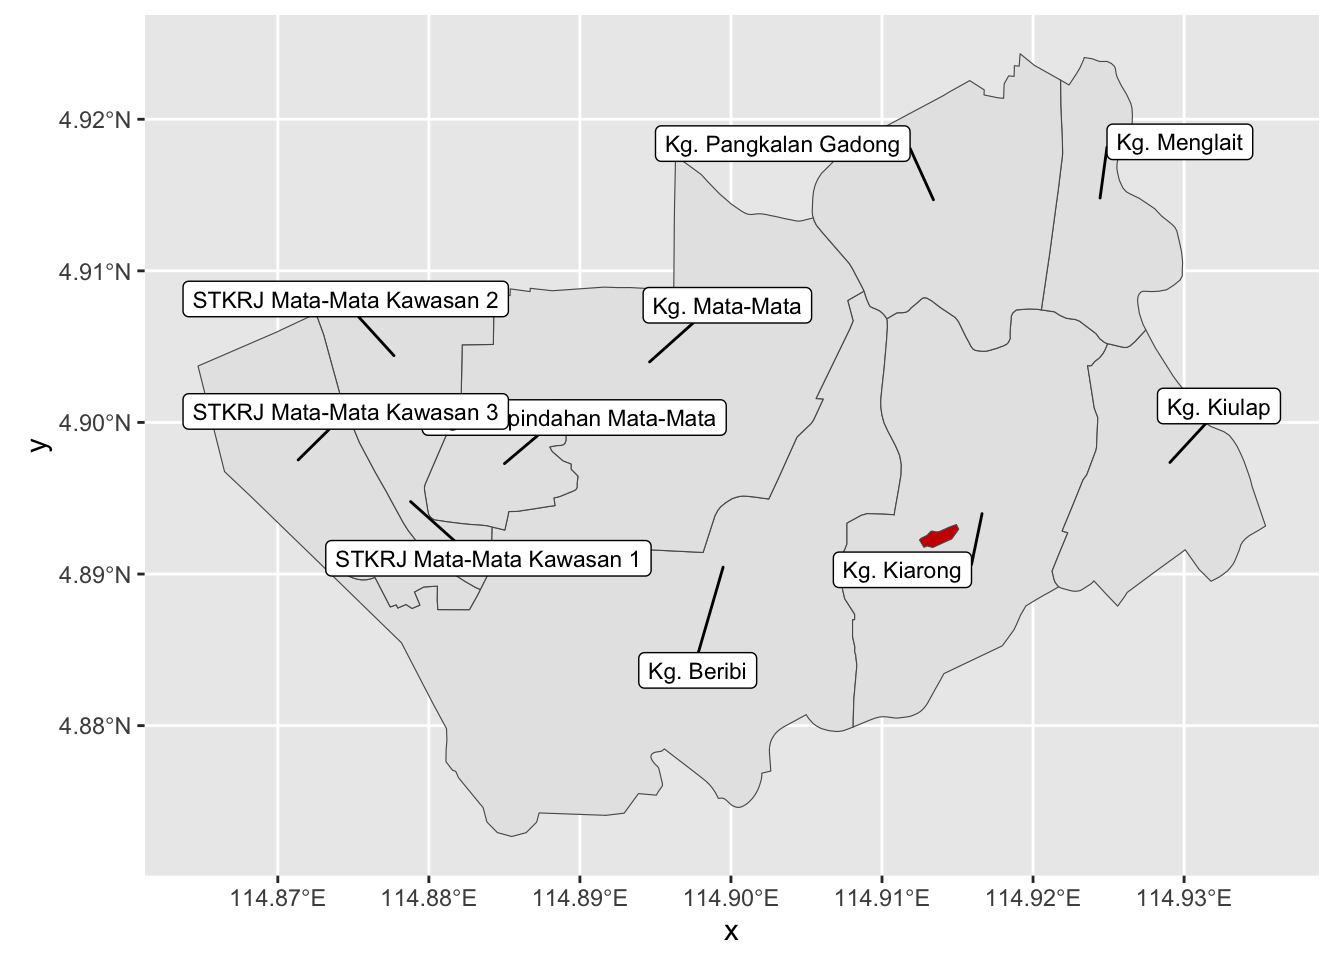 4.92°N
Kg. Pangkalan Gadong
Kg. Menglait
4.91°N
STKRJ Mata-Mata Kawasan 2
Kg. Mata-Mata
STKRJ Mata-Mata Kawasan 3
pindahan Mata-Mata
4.90°N
Kg. Kiulap
y
STKRJ Mata-Mata Kawasan 1
4.89°N
Kg. Kiarong
Kg. Beribi
4.88°N
114.87°E 114.88°E 114.89°E 114.90°E 114.91°E 114.92°E 114.93°E
x